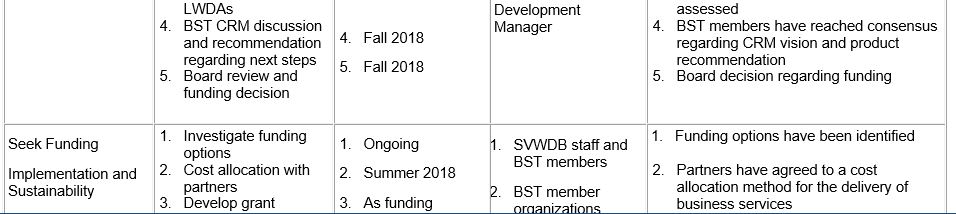 LWDAs
4. BST CRM discussion
and recommendation
regarding next steps
5. Board review and
funding decision
4. Fall 2018
5. Fall 2018
Development
Manager
assessed
4. BST members have reached consensus
regarding CRM vision and product
recommendation
5. Board decision regarding funding
Seek Funding
Implementation and
Sustainability
1. Investigate funding
options
2. Cost allocation with
partners
3. Develop grant
1. Ongoing
2. Summer 2018
3. As funding
1. SVWDB staff and
BST members
2. BST member
organizations
1. Funding options have been identified
2. Partners have agreed to a cost
allocation method for the delivery of
business services